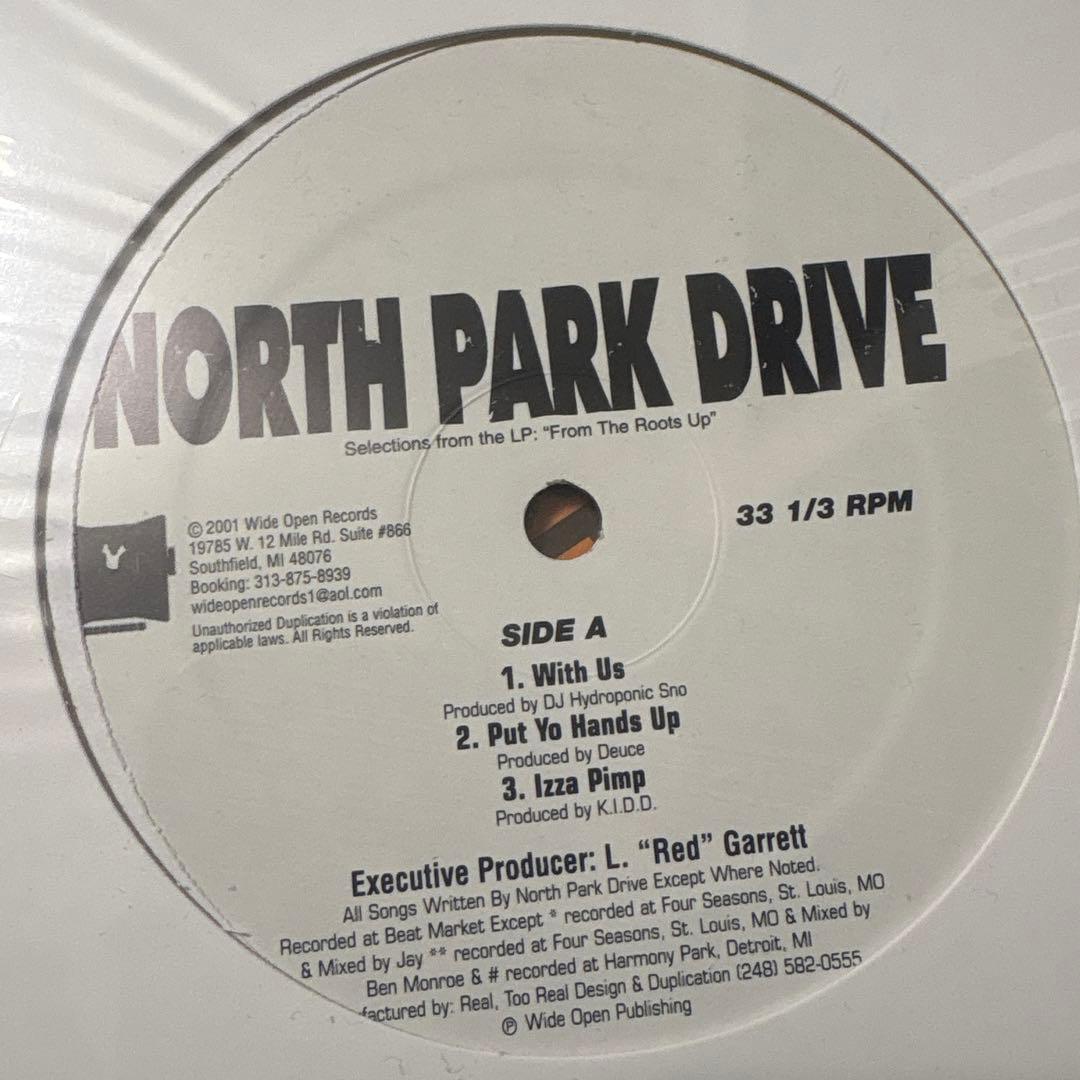 NORTH PARK DRIVE
Selections from the LP: "From The Roots Up"
© 2001 Wide Open Records
19785 W. 12 Mile Rd. Suite #866
Southfield, MI 48076
Booking: 313-875-8939
wideopenrecords1@aol.com
Unauthorized Duplication is a violation of
applicable laws. All Rights Reserved.
33 1/3 RPM
SIDE A
1. With Us
Produced by DJ Hydroponic Sno
2. Put Yo Hands Up
Produced by Deuce
3. Izza Pimp
Produced by K.I.D.D.
Executive Producer: L. "Red" Garrett
All Songs Written By North Park Drive Except Where Noted.
Recorded at Beat Market Except * recorded at Four Seasons, St. Louis, MO
& Mixed by Jay ** recorded at Four Seasons, St. Louis, MO & Mixed by
Ben Monroe & # recorded at Harmony Park, Detroit, MI
factured by: Real, Too Real Design & Duplication (248) 582-0555
℗ Wide Open Publishing